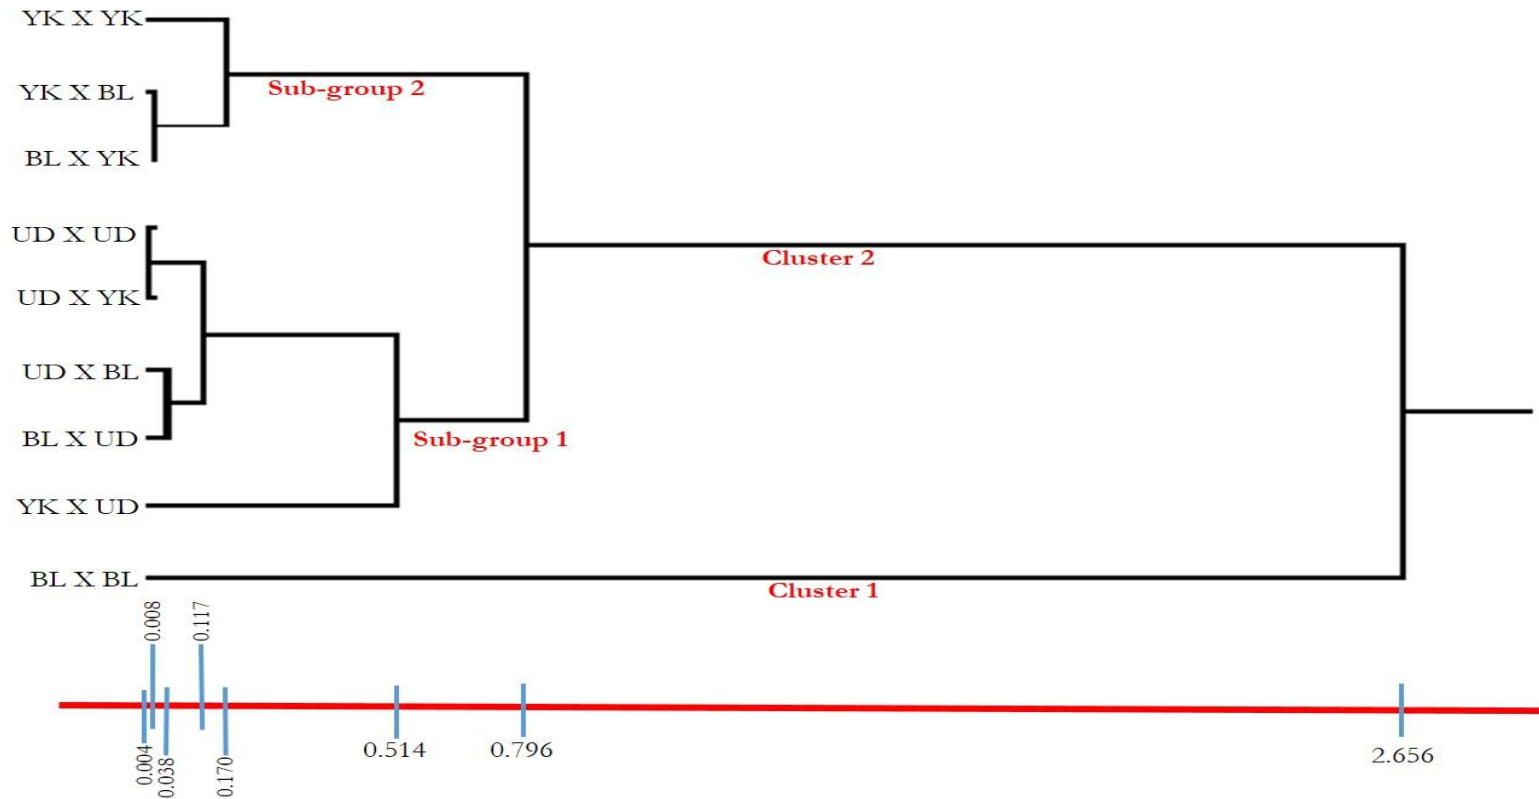 YK X YK
Sub-group 2
YK X BL
BL X YK
UD X UD
Cluster 2
UD X YK
UD X BL
BL X UD
Sub-group 1
YK X UD
BL X BL
Cluster 1
0.008
0.117
0.004
0.038
0.170
0.514
0.796
2.656